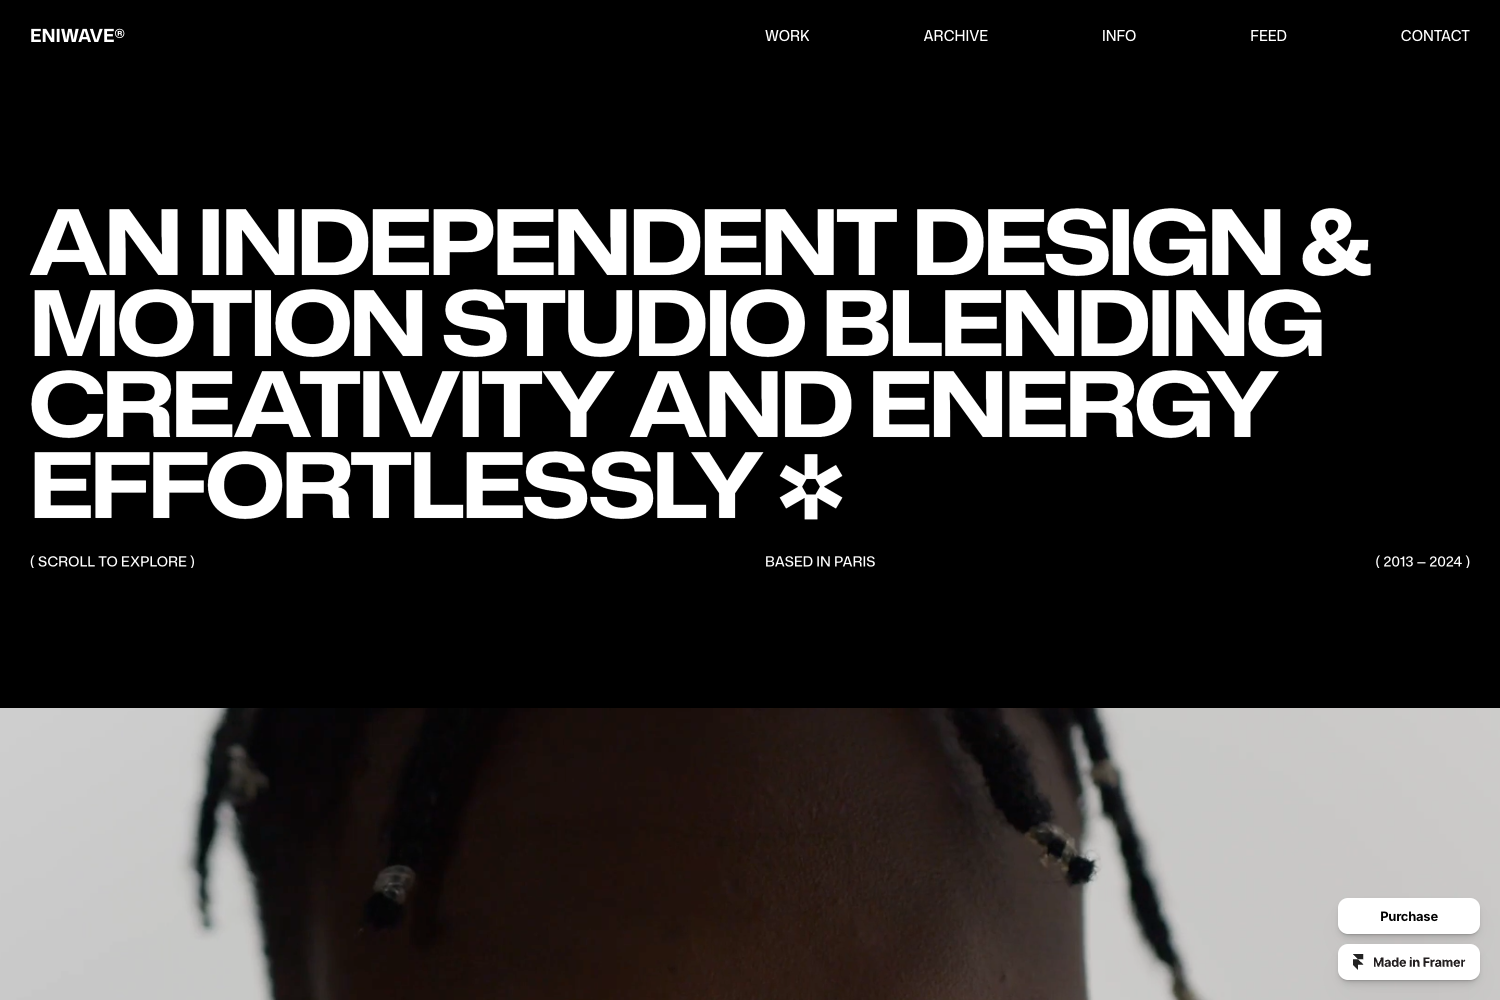 ENIWAVE®
WORK
ARCHIVE
INFO
FEED
CONTACT
AN INDEPENDENT DESIGN &
MOTION STUDIO BLENDING
CREATIVITY AND ENERGY
EFFORTLESSLY ✲
( SCROLL TO EXPLORE )
BASED IN PARIS
( 2013 – 2024 )
Purchase
Made in Framer